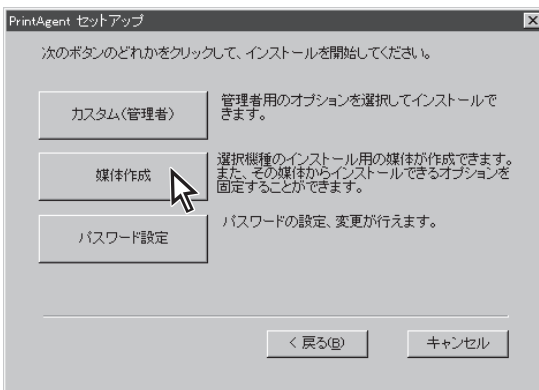 PrintAgent セットアップ
次のボタンのどれかをクリックして、インストールを開始してください。
カスタム(管理者)
管理者用のオプションを選択してインストールで
きます。
媒体作成
選択機種のインストール用の媒体が作成できます。
また、その媒体からインストールできるオプションを
固定することができます。
パスワード設定
パスワードの設定、変更が行えます。
< 戻る(B)
キャンセル